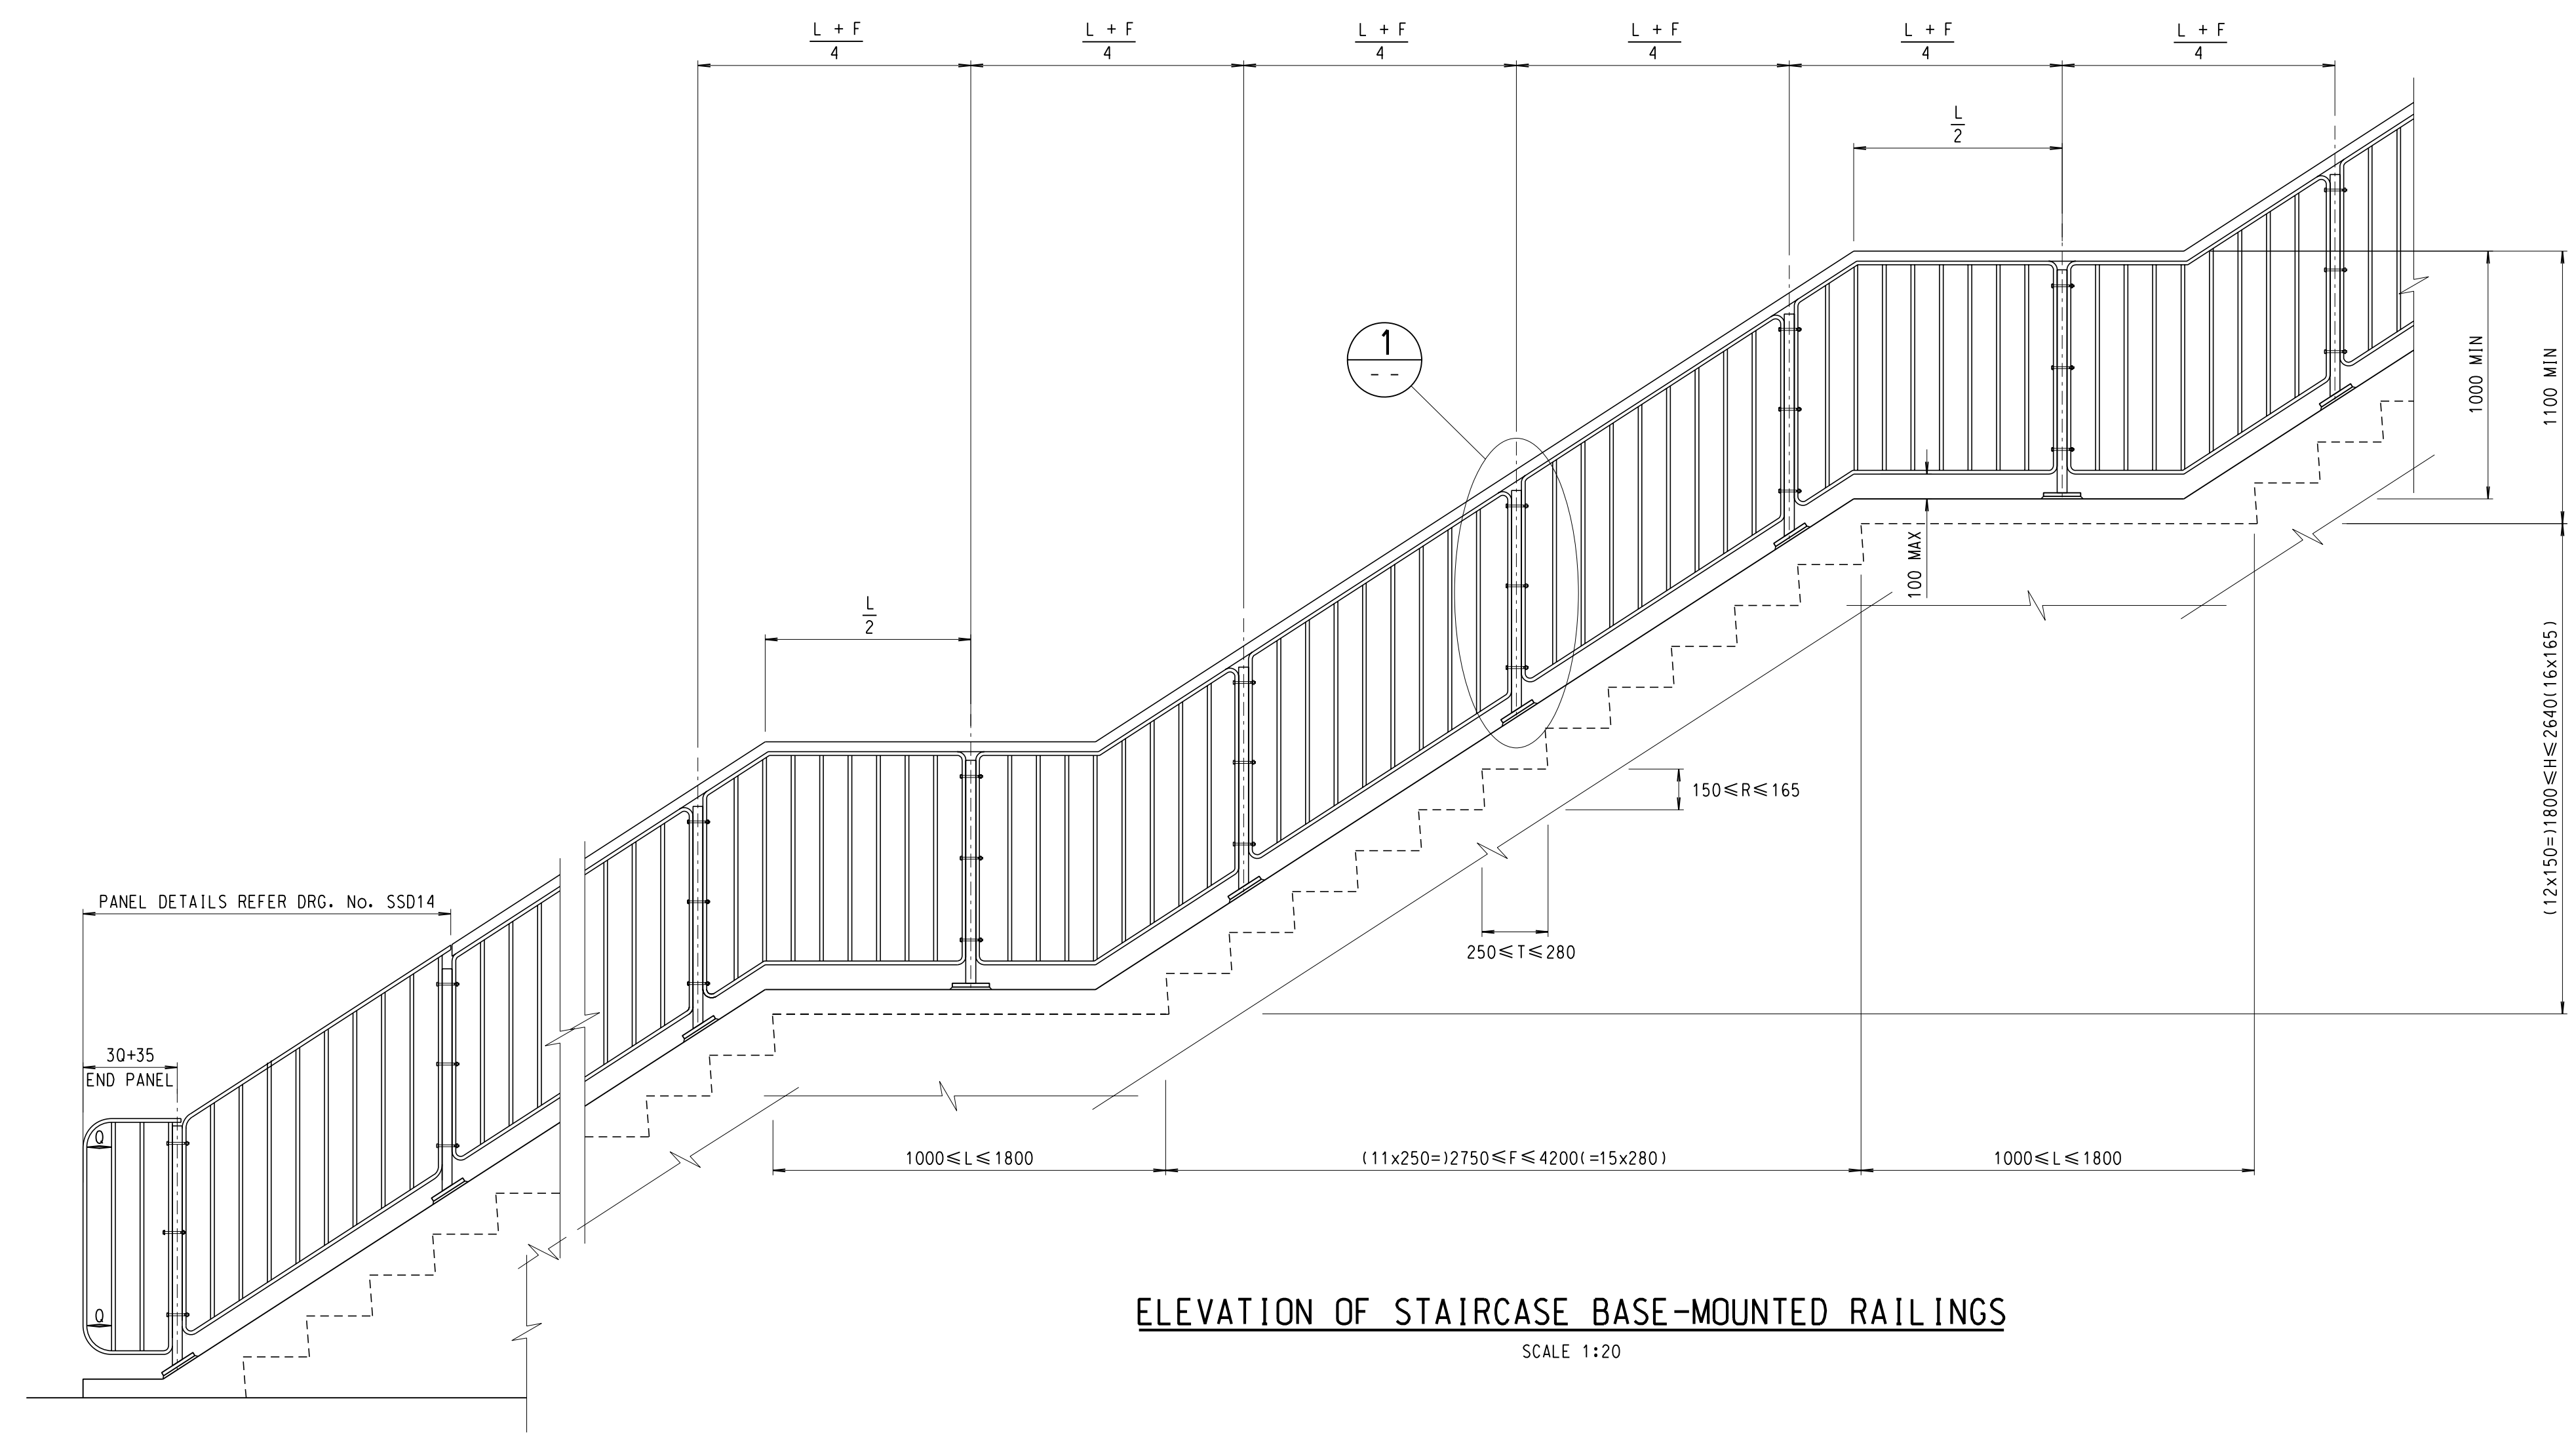 L + F
4
L + F
4
L + F
4
L + F
4
L + F
4
L + F
4
L
2
1
- -
1000 MIN
1100 MIN
100 MAX
L
2
(12x150=)1800≤H≤2640(16x165)
150≤R≤165
250≤T≤280
PANEL DETAILS REFER DRG. No. SSD14
3Q+35
END PANEL
Q
Q
1000≤L≤1800
(11x250=)2750≤F≤4200(=15x280)
1000≤L≤1800
ELEVATION OF STAIRCASE BASE-MOUNTED RAILINGS
SCALE 1:20